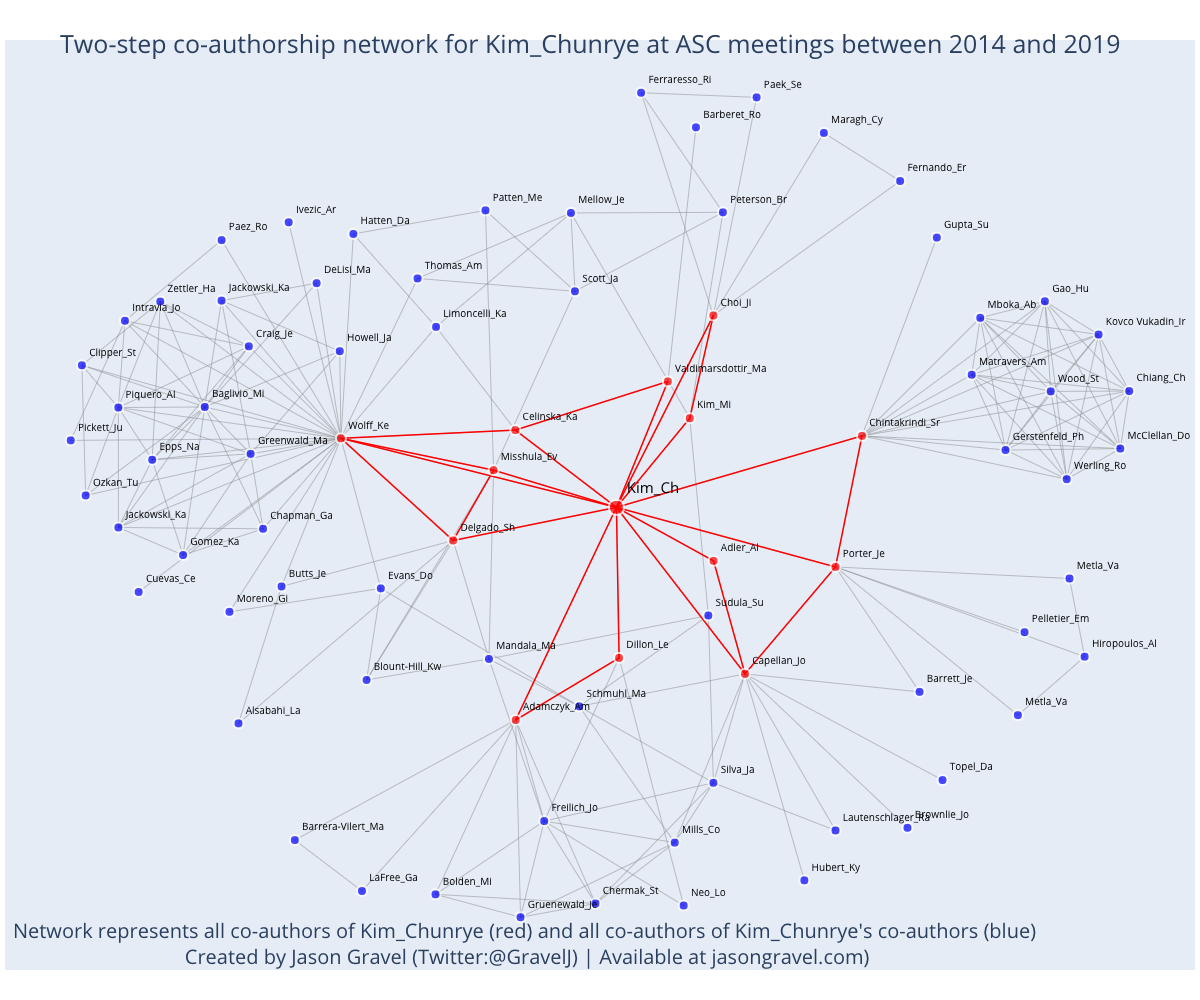 Two-step co-authorship network for Kim_Chunrye at ASC meetings between 2014 and 2019
Ferraresso_Ri
Paek_Se
Barberet_Ro
Maragh_Cy
Fernando_Er
Patten_Me
Mellow_Je
Peterson_Br
Ivezic_Ar
Hatten_Da
Paez_Ro
Gupta_Su
Thomas_Am
DeLisi_Ma
Scott_Ja
Zettler_Ha
Jackowski_Ka
Gao_Hu
Intravia_Jo
Choi_Ji
Mboka_Ab
Limoncelli_Ka
Kovco Vukadin_Ir
Craig_Je
Howell_Ja
Clipper_St
Matravers_Am
Valdimarsdottir_Ma
Wood_St
Chiang_Ch
Piquero_Al
Baglivio_Mi
Kim_Mi
Celinska_Ka
Chintakrindi_Sr
Pickett_Ju
Wolff_Ke
Epps_Na
Greenwald_Ma
Gerstenfeld_Ph
McClellan_Do
Misshula_Ev
Werling_Ro
Ozkan_Tu
Kim_Ch
Jackowski_Ka
Chapman_Ga
Delgado_Sh
Gomez_Ka
Adler_Al
Porter_Je
Cuevas_Ce
Butts_Je
Evans_Do
Metla_Va
Moreno_Gi
Sudula_Su
Pelletier_Em
Mandala_Ma
Dillon_Le
Hiropoulos_Al
Blount-Hill_Kw
Capellan_Jo
Barrett_Je
Schmuhl_Ma
Alsabahi_La
Adamczyk_Am
Metla_Va
Silva_Ja
Topel_Da
Freilich_Jo
Barrera-Vilert_Ma
Mills_Co
Lautenschlager_Ra
Brownlie_Jo
LaFree_Ga
Bolden_Mi
Hubert_Ky
Gruenewald_Je
Chermak_St
Neo_Lo
Network represents all co-authors of Kim_Chunrye (red) and all co-authors of Kim_Chunrye's co-authors (blue)
Created by Jason Gravel (Twitter:@GravelJ) | Available at jasongravel.com)